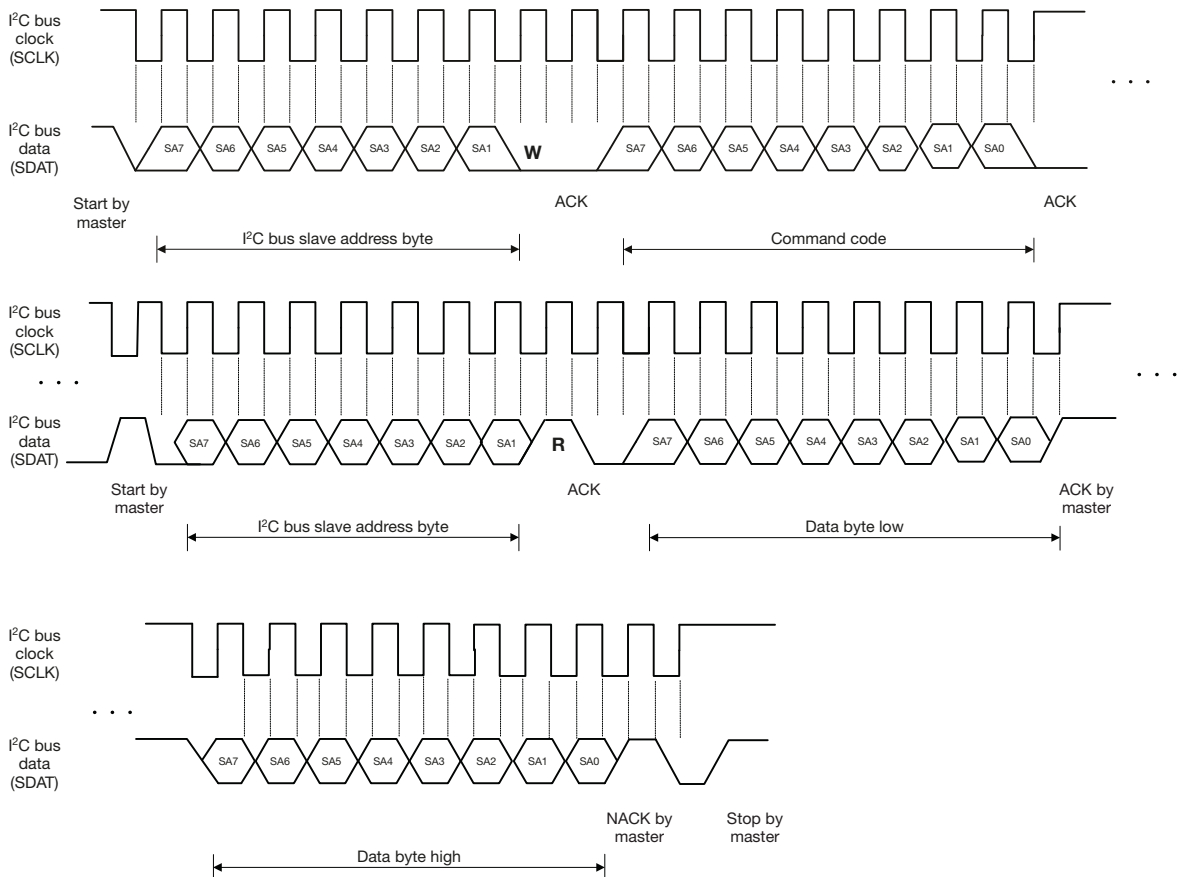 I²C bus
clock
(SCLK)
. . .
I²C bus
data
(SDAT)
SA7 SA6 SA5 SA4 SA3 SA2 SA1 W SA7 SA6 SA5 SA4 SA3 SA2 SA1 SA0
Start by
master
ACK
ACK
I²C bus slave address byte
Command code
I²C bus
clock
(SCLK)
. . .
. . .
I²C bus
data
(SDAT)
SA7 SA6 SA5 SA4 SA3 SA2 SA1 R SA7 SA6 SA5 SA4 SA3 SA2 SA1 SA0
Start by
master
ACK
ACK by
master
I²C bus slave address byte
Data byte low
I²C bus
clock
(SCLK)
. . .
I²C bus
data
(SDAT)
SA7 SA6 SA5 SA4 SA3 SA2 SA1 SA0
NACK by
master
Stop by
master
Data byte high